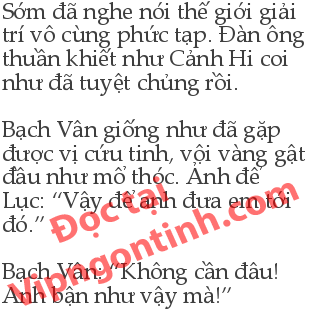 Sớm đã nghe nói thế giới giải
trí vô cùng phức tạp. Đàn ông
thuần khiết như Cảnh Hi coi
như đã tuyệt chủng rồi.
Bạch Vân giống như đã gặp
được vị cứu tinh, vội vàng gật
đầu như mổ thóc. Ảnh đế
Lục: “Vậy để anh đưa em tới
đó.”
Bạch Vân: “Không cần đâu!
Anh bận như vậy mà!”
Đọc tại
Vipngontinh.com